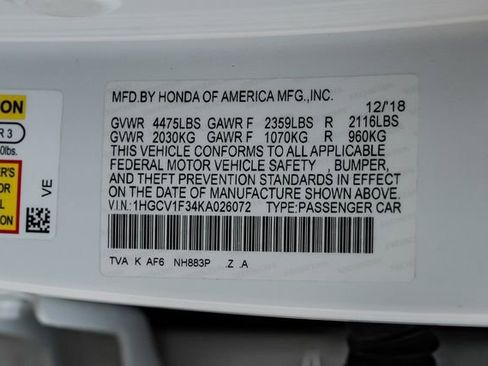 MFD.BY HONDA OF AMERICA MFG.,INC.
12/'18
GVWR 4475LBS GAWR F 2359LBS R 2116LBS
GVWR 2030KG GAWR F 1070KG R 960KG
THIS VEHICLE CONFORMS TO ALL APPLICABLE
FEDERAL MOTOR VEHICLE SAFETY , BUMPER,
AND THEFT PREVENTION STANDARDS IN EFFECT
ON THE DATE OF MANUFACTURE SHOWN ABOVE.
V.I.N.:1HGCV1F34KA026072 TYPE:PASSENGER CAR
TVA K AF6 NH883P .Z .A
VE